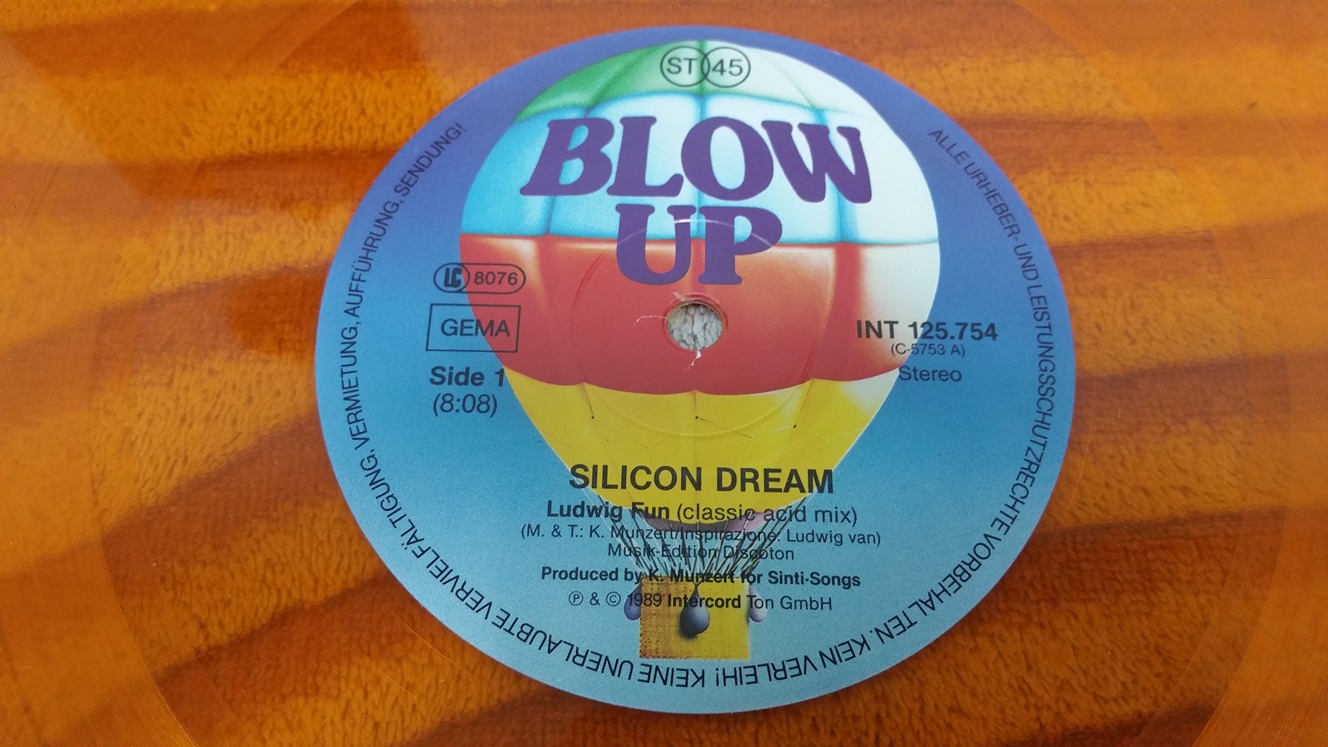 ST 45
BLOW
UP
LC 8076
GEMA
Side 1
(8:08)
INT 125.754
(C-5753 A)
Stereo
SILICON DREAM
Ludwig Fun (classic acid mix)
(M. & T.: K. Munzert/Inspirazione: Ludwig van)
Musik-Edition Discoton
Produced by K. Munzert for Sinti-Songs
℗ & © 1989 Intercord Ton GmbH
ALLE URHEBER- UND LEISTUNGSSCHUTZRECHTE VORBEHALTEN. KEIN VERLEIH! KEINE UNERLAUBTE VERVIELFÄLTIGUNG, VERMIETUNG, AUFFÜHRUNG, SENDUNG!